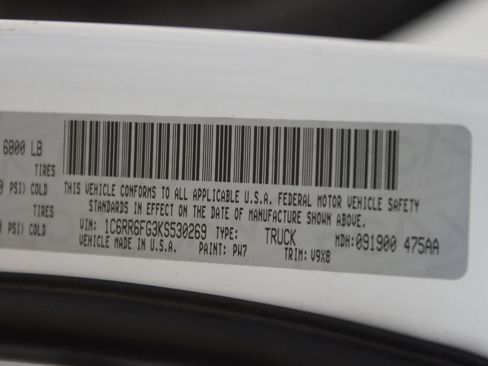 6800 LB
TIRES
PSI) COLD
TIRES
PSI) COLD
THIS VEHICLE CONFORMS TO ALL APPLICABLE U.S.A. FEDERAL MOTOR VEHICLE SAFETY
STANDARDS IN EFFECT ON THE DATE OF MANUFACTURE SHOWN ABOVE.
VIN: 1C6RR6FG3KS530269 TYPE: TRUCK MDH:091900 475AA
VEHICLE MADE IN U.S.A. PAINT: PW7 TRIM: V9X8